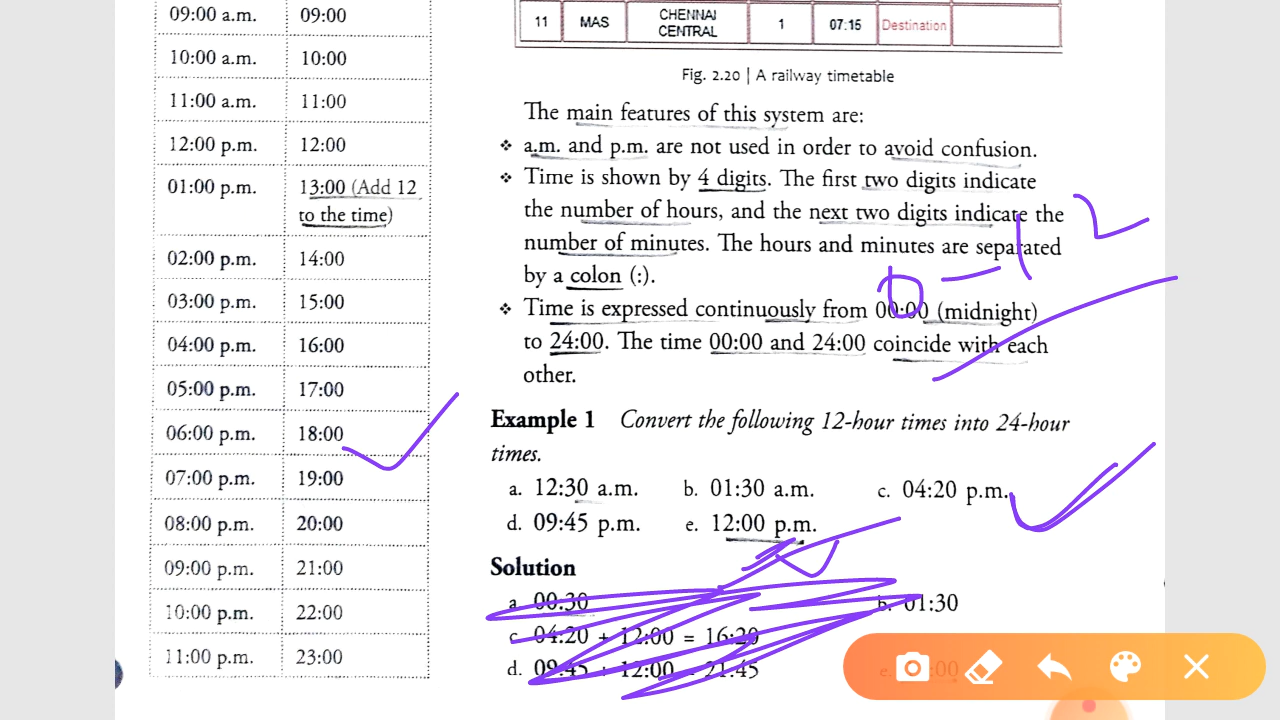 09:00 a.m. 09:00
10:00 a.m. 10:00
11:00 a.m. 11:00
12:00 p.m. 12:00
01:00 p.m. 13:00 (Add 12
to the time)
02:00 p.m. 14:00
03:00 p.m. 15:00
04:00 p.m. 16:00
05:00 p.m. 17:00
06:00 p.m. 18:00
07:00 p.m. 19:00
08:00 p.m. 20:00
09:00 p.m. 21:00
10:00 p.m. 22:00
11:00 p.m. 23:00
11 MAS CHENNAI CENTRAL 1 07:15 Destination
Fig. 2.20 | A railway timetable
The main features of this system are:
❖ a.m. and p.m. are not used in order to avoid confusion.
❖ Time is shown by 4 digits. The first two digits indicate
the number of hours, and the next two digits indicate the
number of minutes. The hours and minutes are separated
by a colon (:).
0 – 12
❖ Time is expressed continuously from 00:00 (midnight)
to 24:00. The time 00:00 and 24:00 coincide with each
other.
Example 1 Convert the following 12-hour times into 24-hour
times.
a. 12:30 a.m. b. 01:30 a.m. c. 04:20 p.m.
d. 09:45 p.m. e. 12:00 p.m.
Solution
a. 00:30 b. 01:30
c. 04:20 + 12:00 = 16:20
d. 09:45 + 12:00 21:45 e. :00